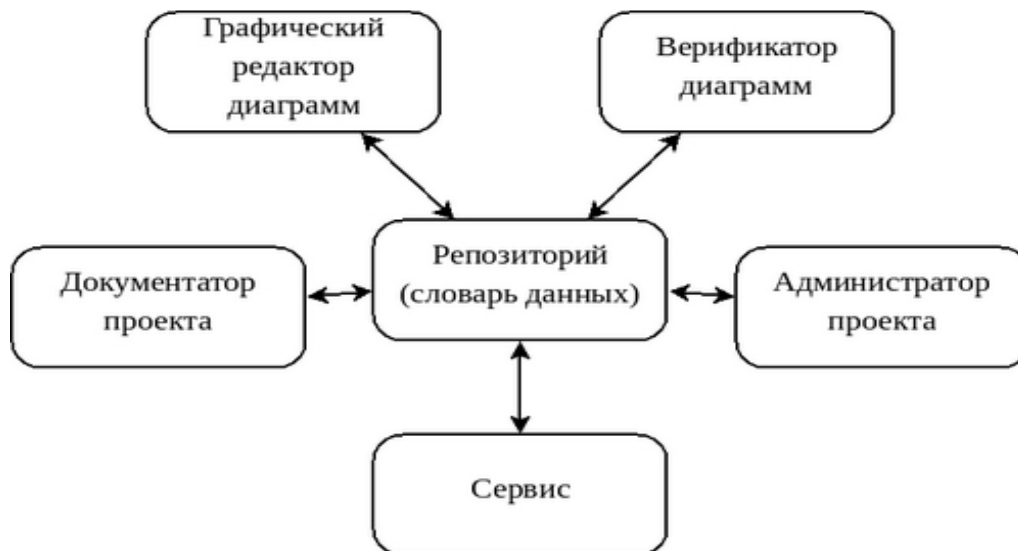 Графический
редактор
диаграмм
Верификатор
диаграмм
Документатор
проекта
Репозиторий
(словарь данных)
Администратор
проекта
Сервис